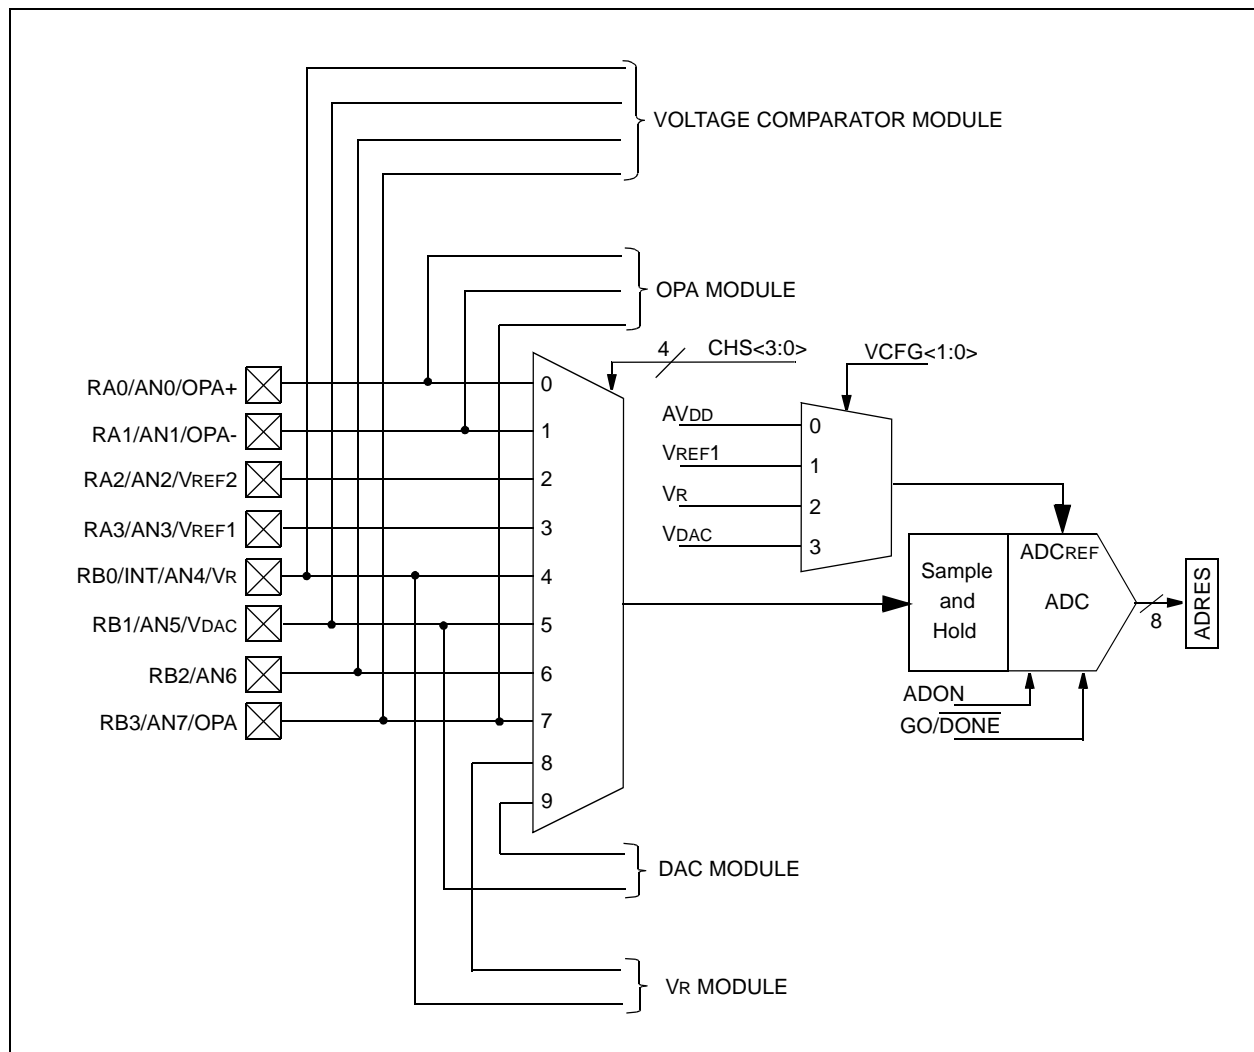 VOLTAGE COMPARATOR MODULE
OPA MODULE
4
CHS<3:0>
VCFG<1:0>
RA0/AN0/OPA+
RA1/AN1/OPA-
RA2/AN2/VREF2
RA3/AN3/VREF1
RB0/INT/AN4/VR
RB1/AN5/VDAC
RB2/AN6
RB3/AN7/OPA
0
1
2
3
4
5
6
7
8
9
AVDD
VREF1
VR
VDAC
0
1
2
3
Sample
and
Hold
ADCREF
ADC
8
ADRES
ADON
GO/DONE
DAC MODULE
VR MODULE